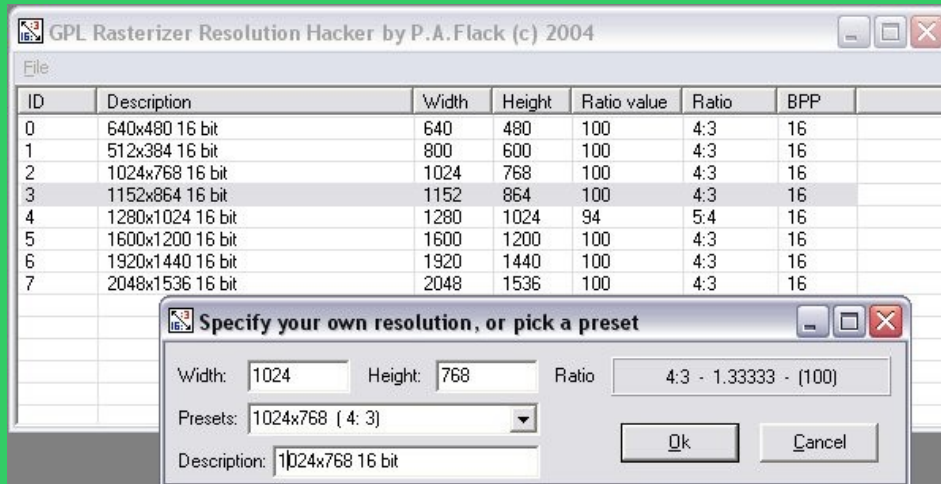 GPL Rasterizer Resolution Hacker by P.A.Flack (c) 2004
File
ID Description Width Height Ratio value Ratio BPP
0 640x480 16 bit 640 480 100 4:3 16
1 512x384 16 bit 800 600 100 4:3 16
2 1024x768 16 bit 1024 768 100 4:3 16
3 1152x864 16 bit 1152 864 100 4:3 16
4 1280x1024 16 bit 1280 1024 94 5:4 16
5 1600x1200 16 bit 1600 1200 100 4:3 16
6 1920x1440 16 bit 1920 1440 100 4:3 16
7 2048x1536 16 bit 2048 1536 100 4:3 16
Specify your own resolution, or pick a preset
Width: 1024 Height: 768 Ratio 4:3 - 1.33333 - (100)
Presets: 1024x768 ( 4: 3)
Ok Cancel
Description: 1024x768 16 bit